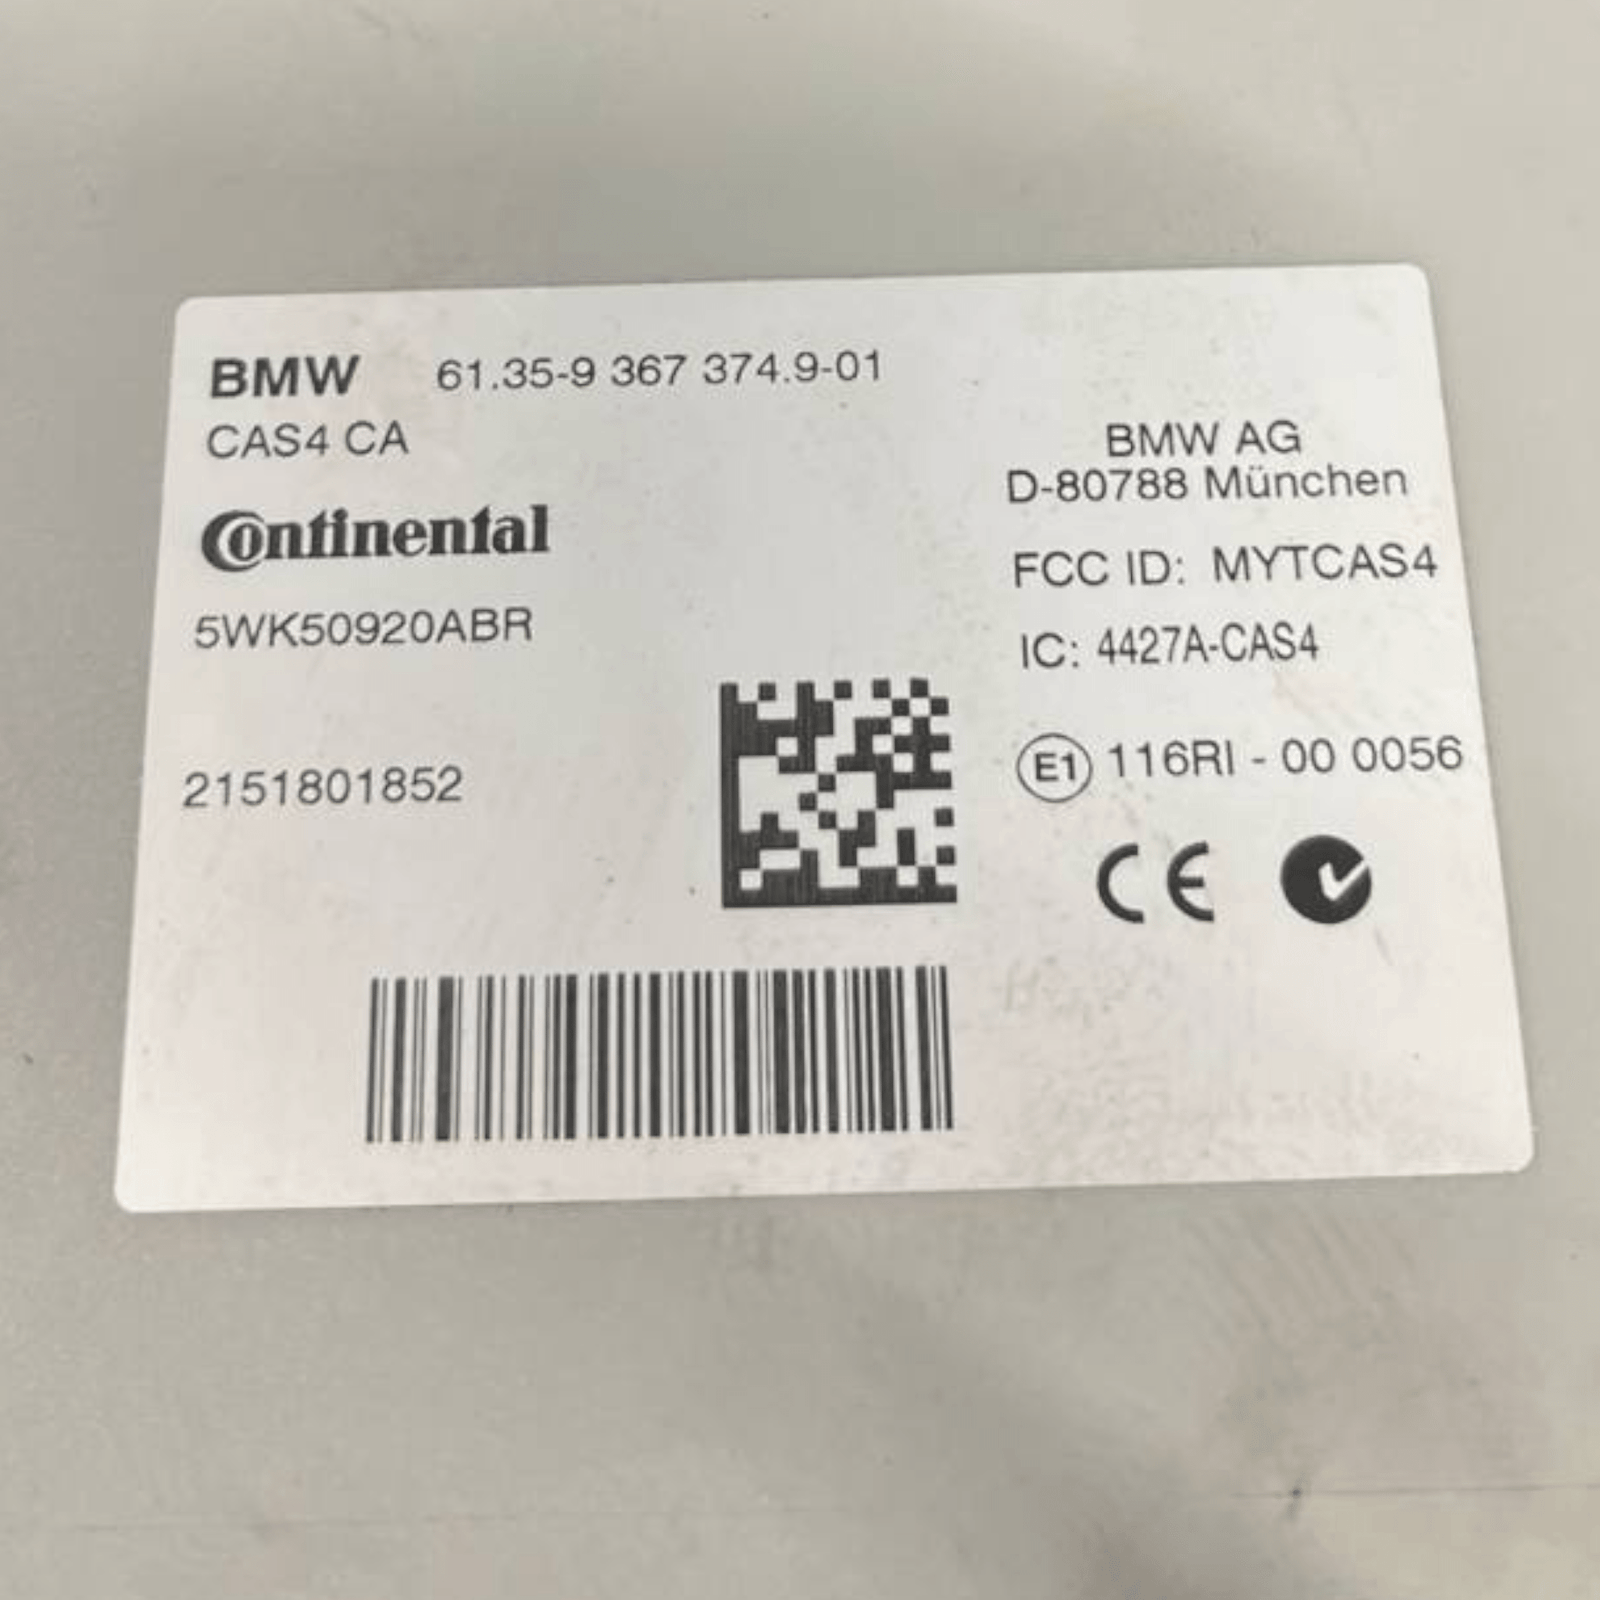 BMW 61.35-9 367 374.9-01
CAS4 CA
Continental
5WK50920ABR
2151801852
BMW AG
D-80788 München
FCC ID: MYTCAS4
IC: 4427A-CAS4
E1 116RI - 00 0056
CE